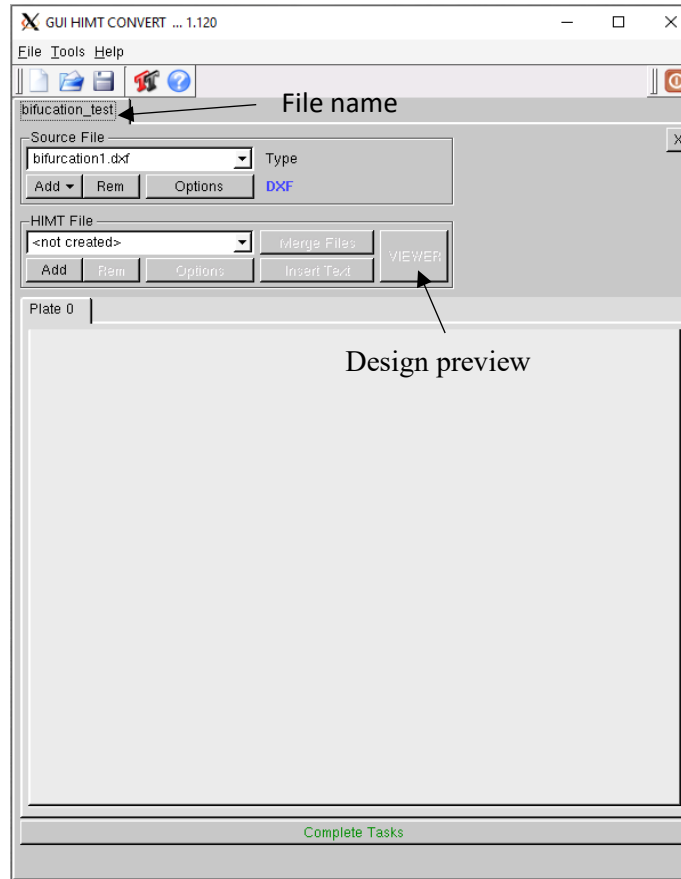 GUI HIMT CONVERT ... 1.120
File Tools Help
bifucation_test
File name
Source File
bifurcation1.dxf
Type
Add Rem Options
DXF
HIMT File
<not created>
Merge Files
VIEWER
Add Rem Options
Insert Text
Design preview
Plate 0
Complete Tasks